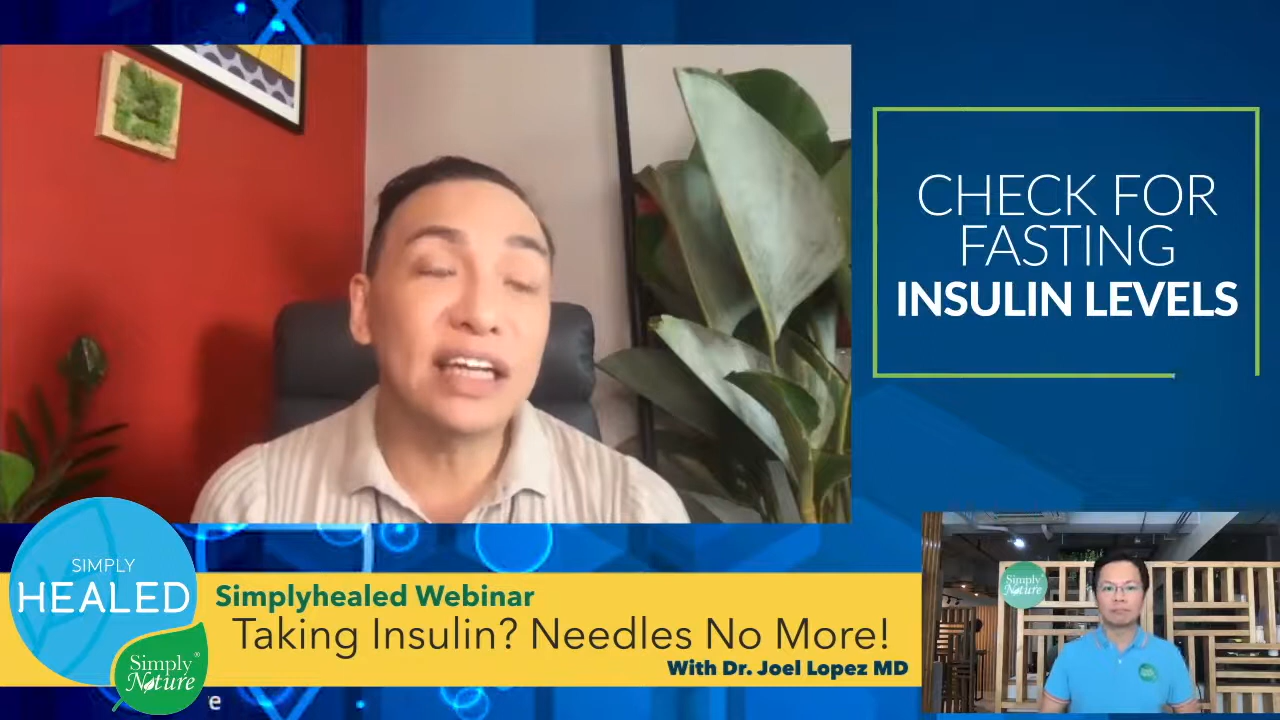 CHECK FOR
FASTING
INSULIN LEVELS
SIMPLY
HEALED
Simply
Nature®
Simplyhealed Webinar
Taking Insulin? Needles No More!
With Dr. Joel Lopez MD
re
Simply
Nature